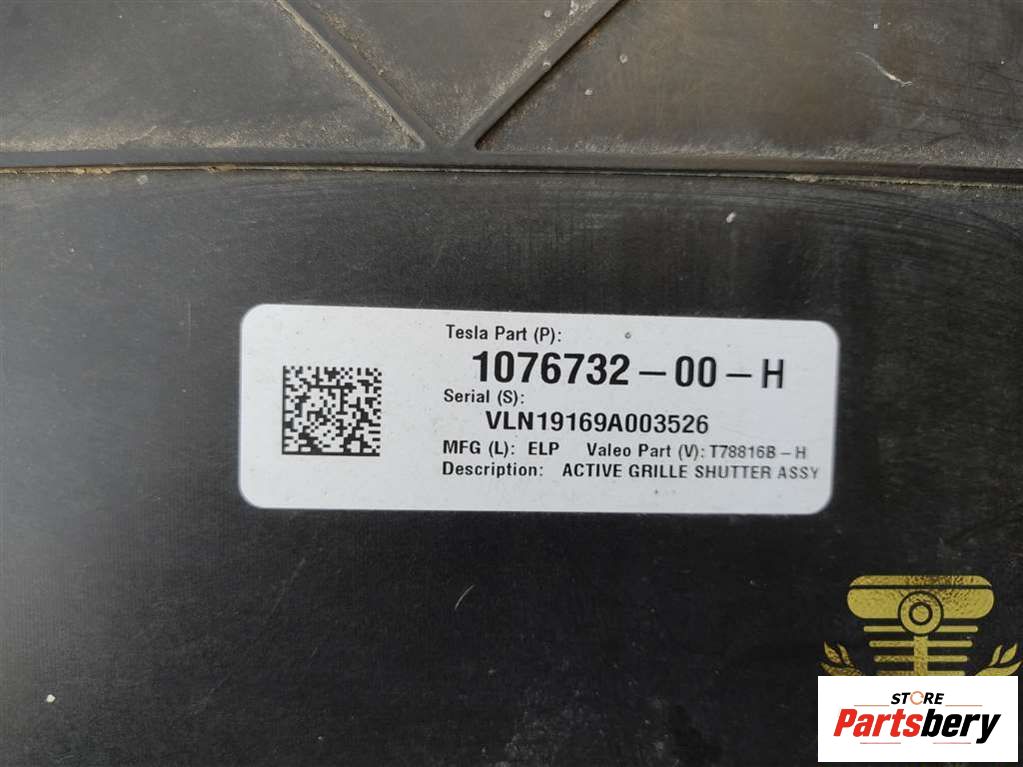 Tesla Part (P):
1076732-00-H
Serial (S):
VLN19169A003526
MFG (L): ELP Valeo Part (V): T78816B-H
Description: ACTIVE GRILLE SHUTTER ASSY
STORE
Partsbery